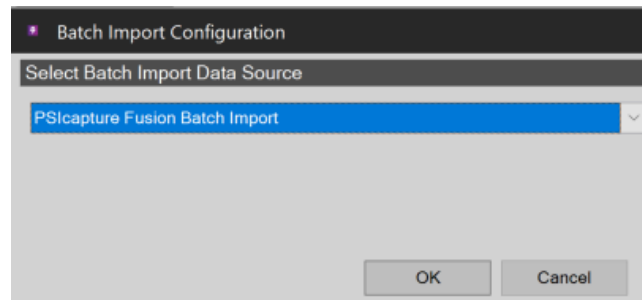 Batch Import Configuration
Select Batch Import Data Source
PSIcapture Fusion Batch Import
OK Cancel